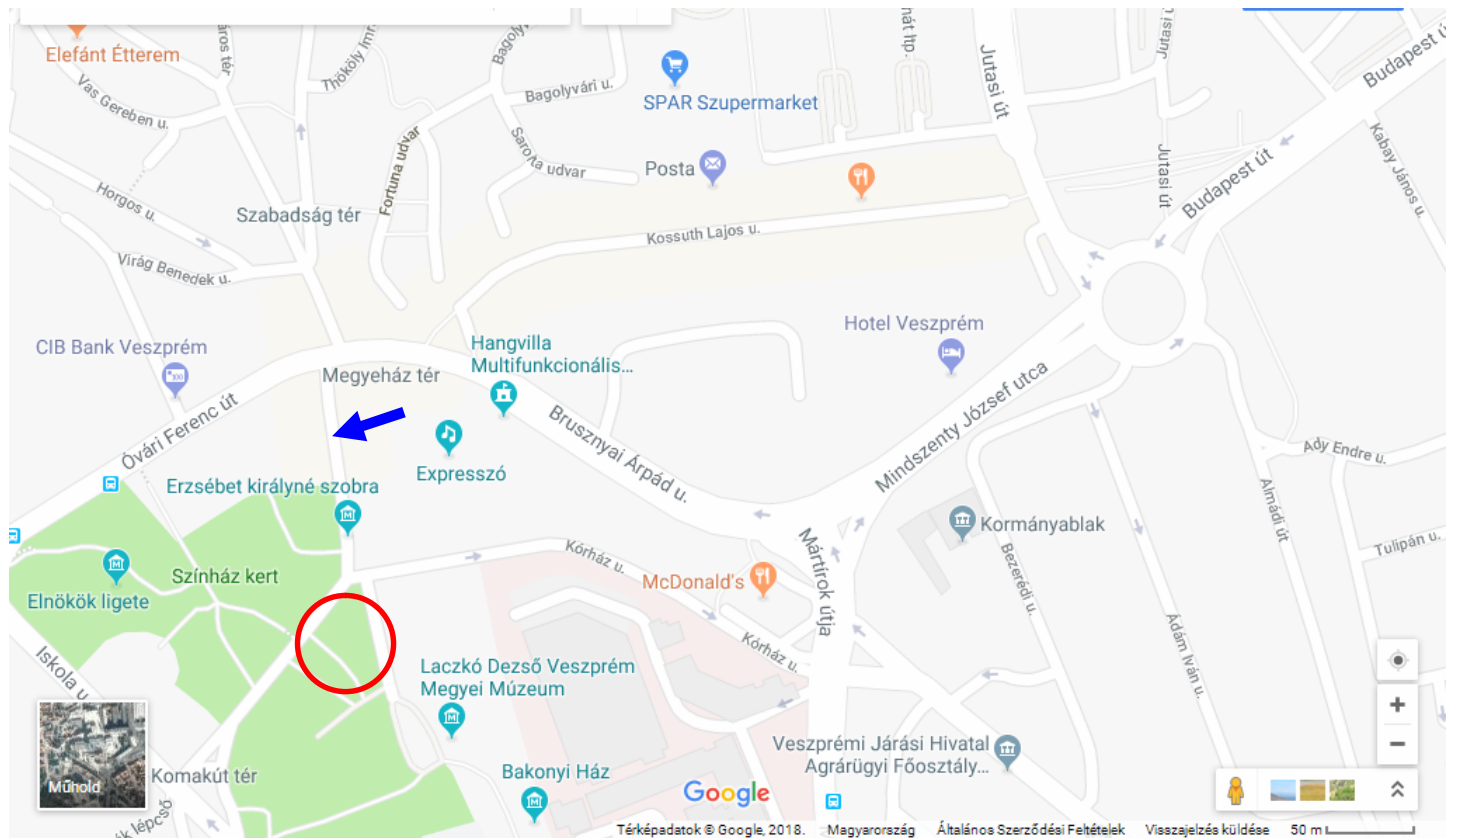 Elefánt Étterem
Vas Gereben u.
Bagolyvári u.
SPAR Szupermarket
Jutasi út
Budapest út
Sarolta udvar
Posta
Jutasi út
Kabay János u.
Budapest út
Fortuna udvar
Horgos u.
Szabadság tér
Kossuth Lajos u.
Virág Benedek u.
Hotel Veszprém
CIB Bank Veszprém
Hangvilla
Multifunkcionális...
Megyeház tér
Mindszenty József utca
Óvári Ferenc út
Brusznyai Árpád u.
Ady Endre u.
Expresszó
Erzsébet királyné szobra
Almádi út
Kormányablak
Tulipán u.
Kórház u.
Mártírok útja
Bezerédi u.
Színház kert
McDonald's
Elnökök ligete
Ádám Iván u.
Kórház u.
Iskola u.
Laczkó Dezső Veszprém
Megyei Múzeum
Veszprémi Járási Hivatal
Agrárügyi Főosztály...
Komakút tér
Műhold
Bakonyi Ház
Google
Térképadatok © Google, 2018. Magyarország Általános Szerződési Feltételek Visszajelzés küldése 50 m